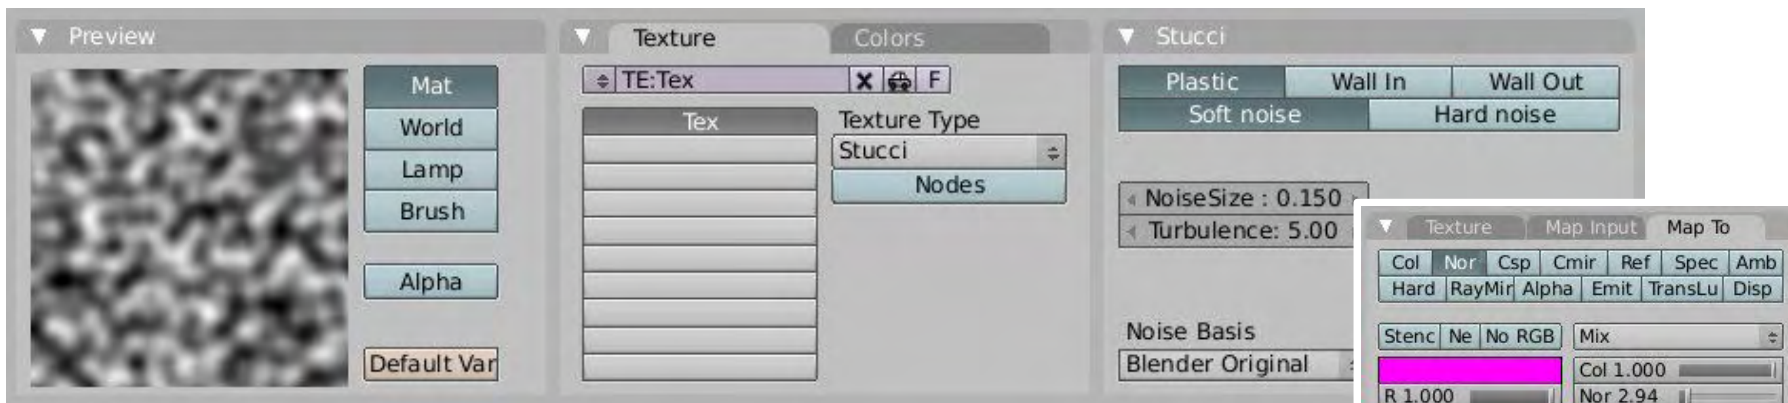 Preview
Mat
World
Lamp
Brush
Alpha
Default Var
Texture Colors
TE:Tex F
Tex
Texture Type
Stucci
Nodes
Stucci
Plastic Wall In Wall Out
Soft noise Hard noise
NoiseSize : 0.150
Turbulence: 5.00
Noise Basis
Blender Original
Texture Map Input Map To
Col Nor Csp Cmir Ref Spec Amb
Hard RayMir Alpha Emit TransLu Disp
Stenc Ne No RGB Mix
Col 1.000
R 1.000 Nor 2.94